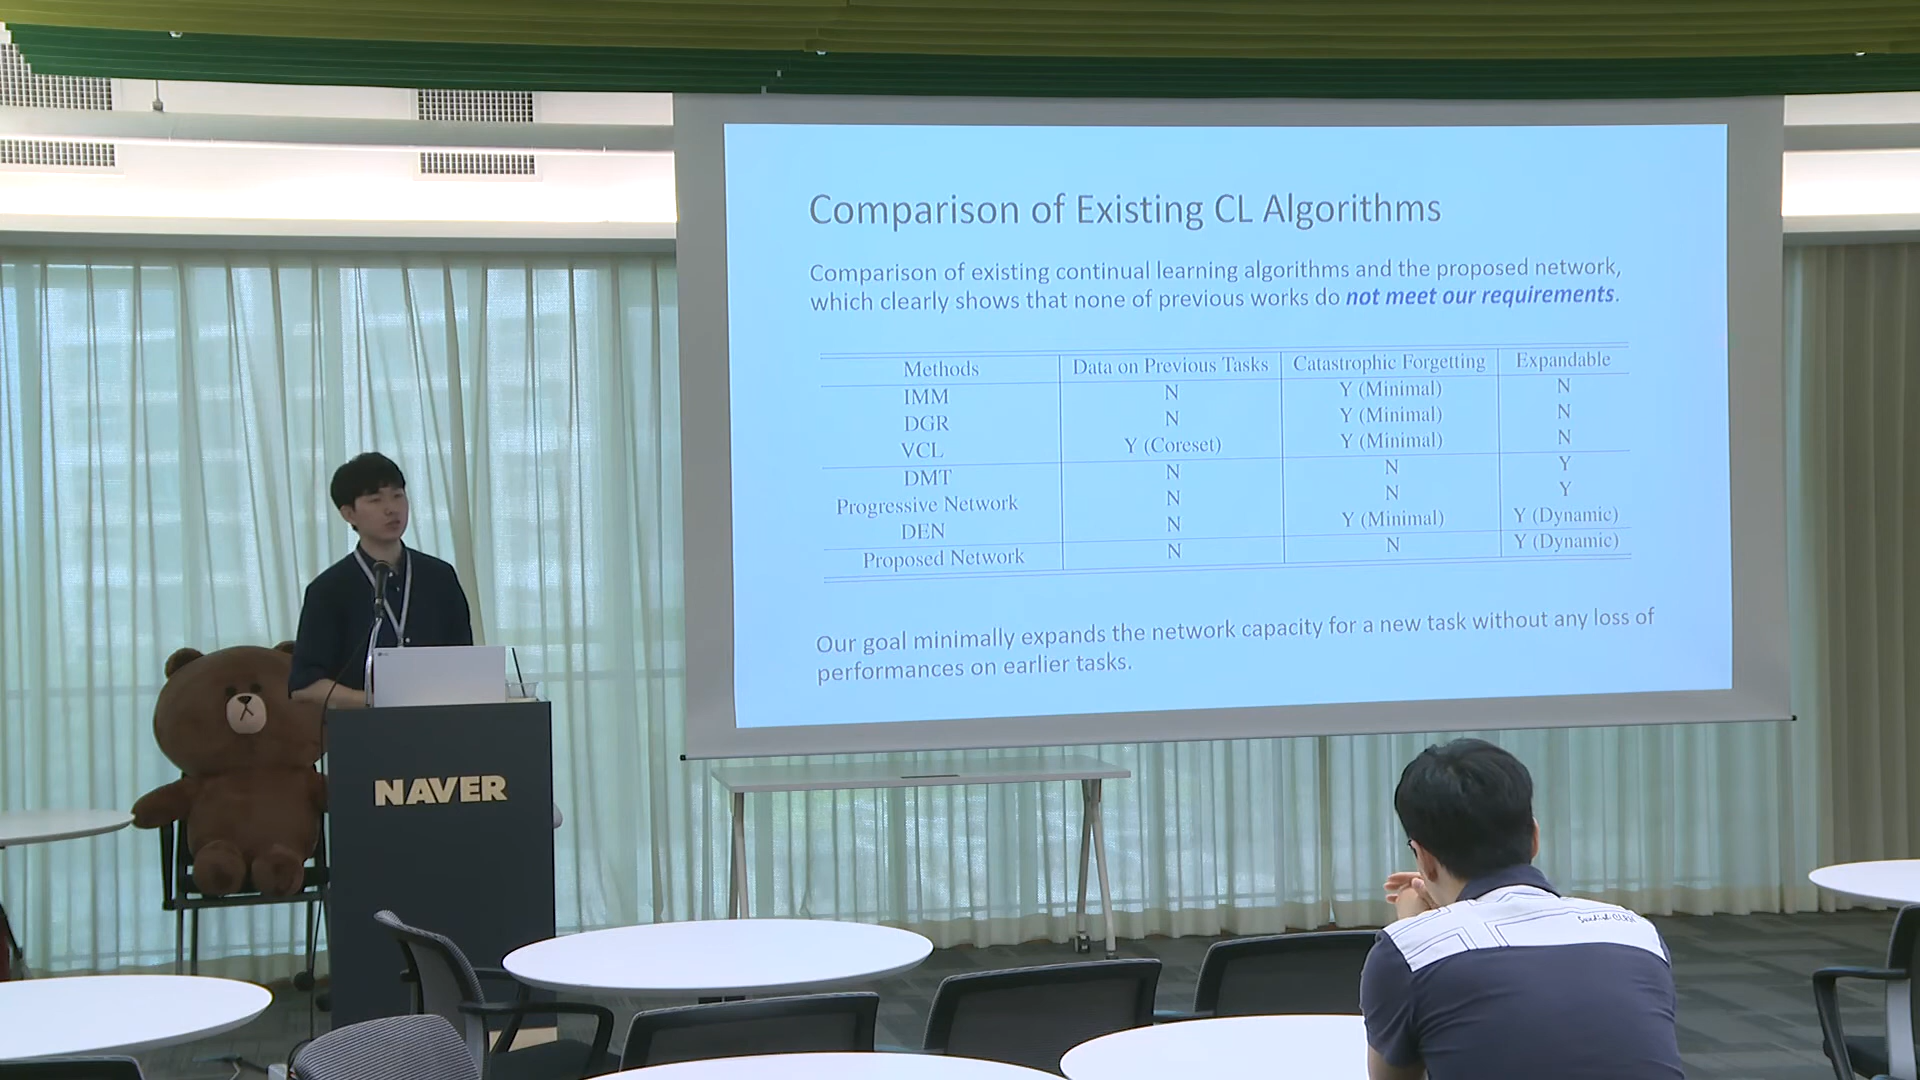 Comparison of Existing CL Algorithms
Comparison of existing continual learning algorithms and the proposed network,
which clearly shows that none of previous works do not meet our requirements.
Methods Data on Previous Tasks Catastrophic Forgetting Expandable
IMM N Y (Minimal) N
DGR N Y (Minimal) N
VCL Y (Coreset) Y (Minimal) N
DMT N N Y
Progressive Network N N Y
DEN N Y (Minimal) Y (Dynamic)
Proposed Network N N Y (Dynamic)
Our goal minimally expands the network capacity for a new task without any loss of
performances on earlier tasks.
NAVER